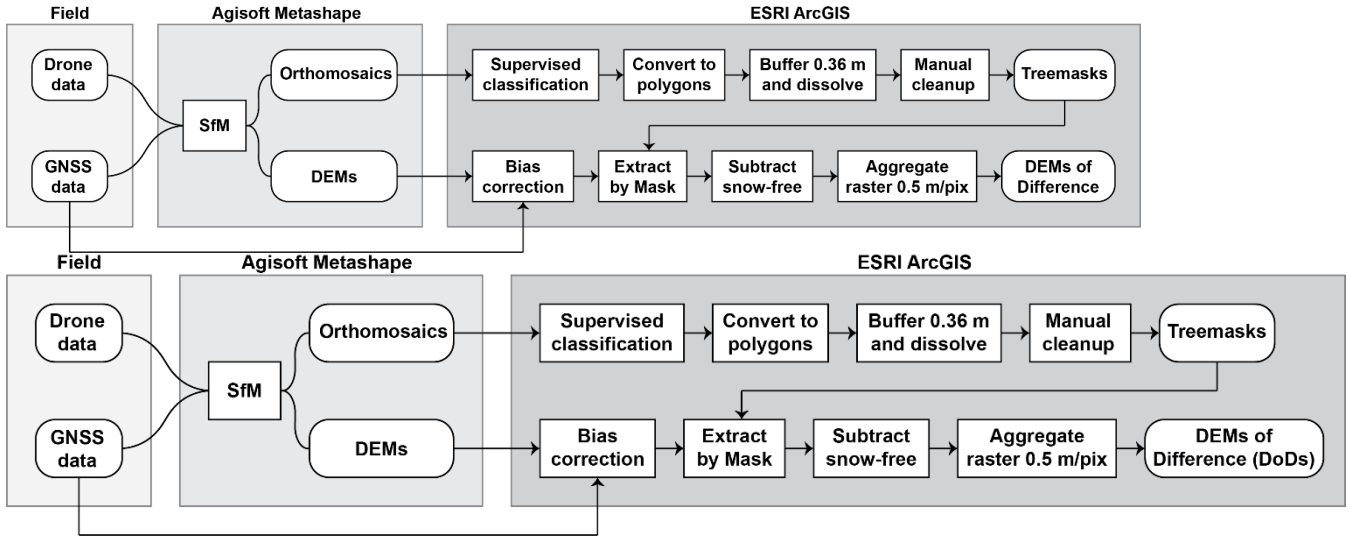 Field
Agisoft Metashape
ESRI ArcGIS
Drone
data
Orthomosaics
Supervised
classification
Convert to
polygons
Buffer 0.36 m
and dissolve
Manual
cleanup
Treemasks
SfM
GNSS
data
DEMs
Bias
correction
Extract
by Mask
Subtract
snow-free
Aggregate
raster 0.5 m/pix
DEMs of
Difference
Field
Agisoft Metashape
ESRI ArcGIS
Drone
data
Orthomosaics
Supervised
classification
Convert to
polygons
Buffer 0.36 m
and dissolve
Manual
cleanup
Treemasks
SfM
GNSS
data
DEMs
Bias
correction
Extract
by Mask
Subtract
snow-free
Aggregate
raster 0.5 m/pix
DEMs of
Difference (DoDs)